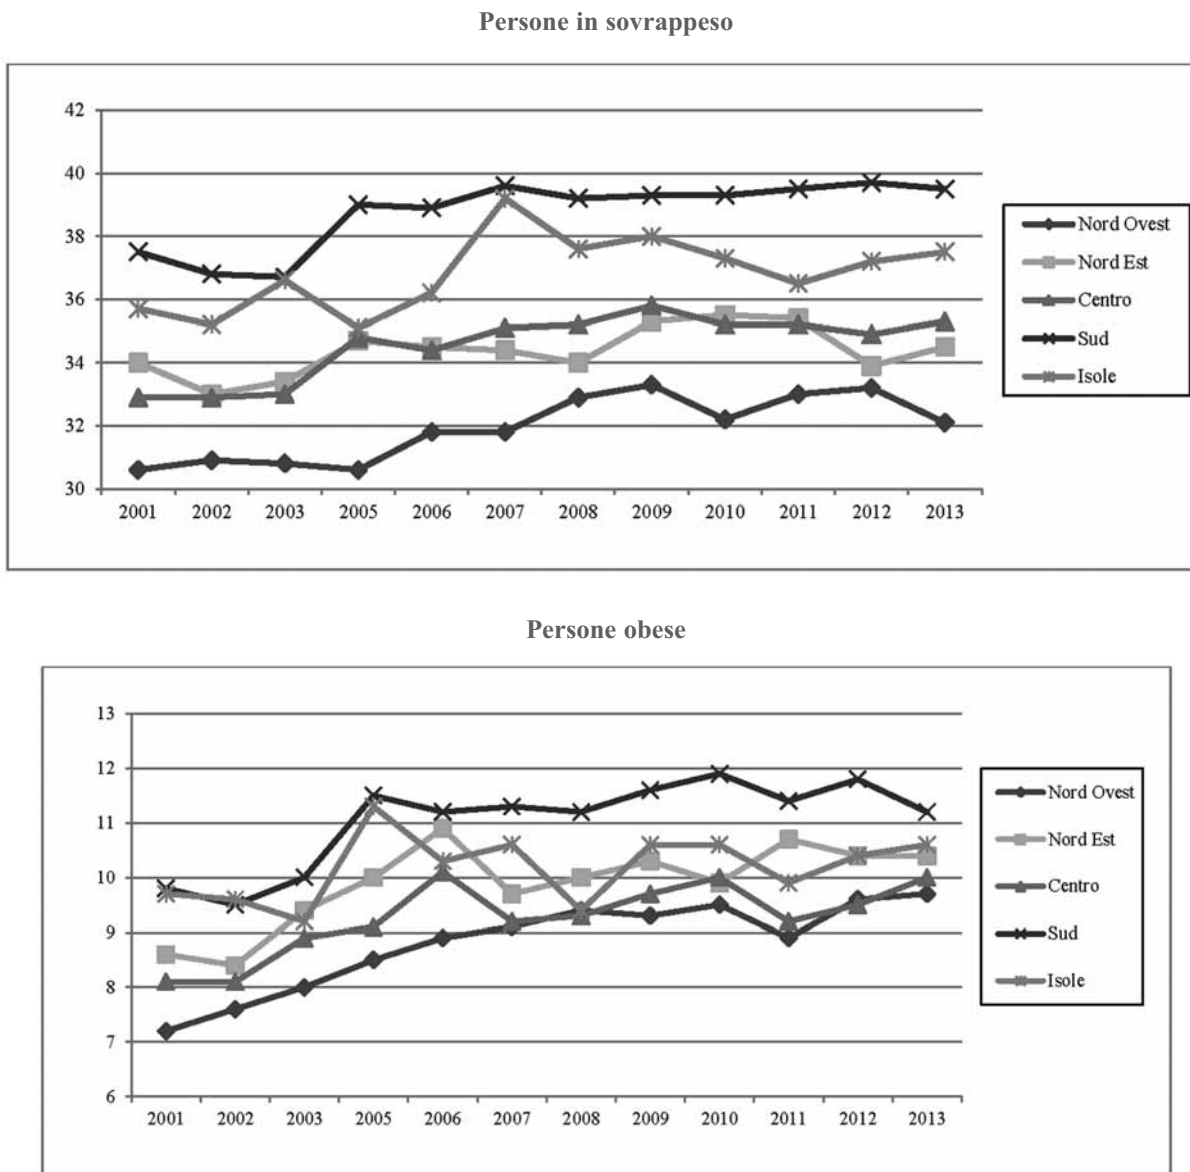 Persone in sovrappeso
42
40
38
36
34
32
30
2001 2002 2003 2005 2006 2007 2008 2009 2010 2011 2012 2013
Nord Ovest
Nord Est
Centro
Sud
Isole
Persone obese
13
12
11
10
9
8
7
6
2001 2002 2003 2005 2006 2007 2008 2009 2010 2011 2012 2013
Nord Ovest
Nord Est
Centro
Sud
Isole